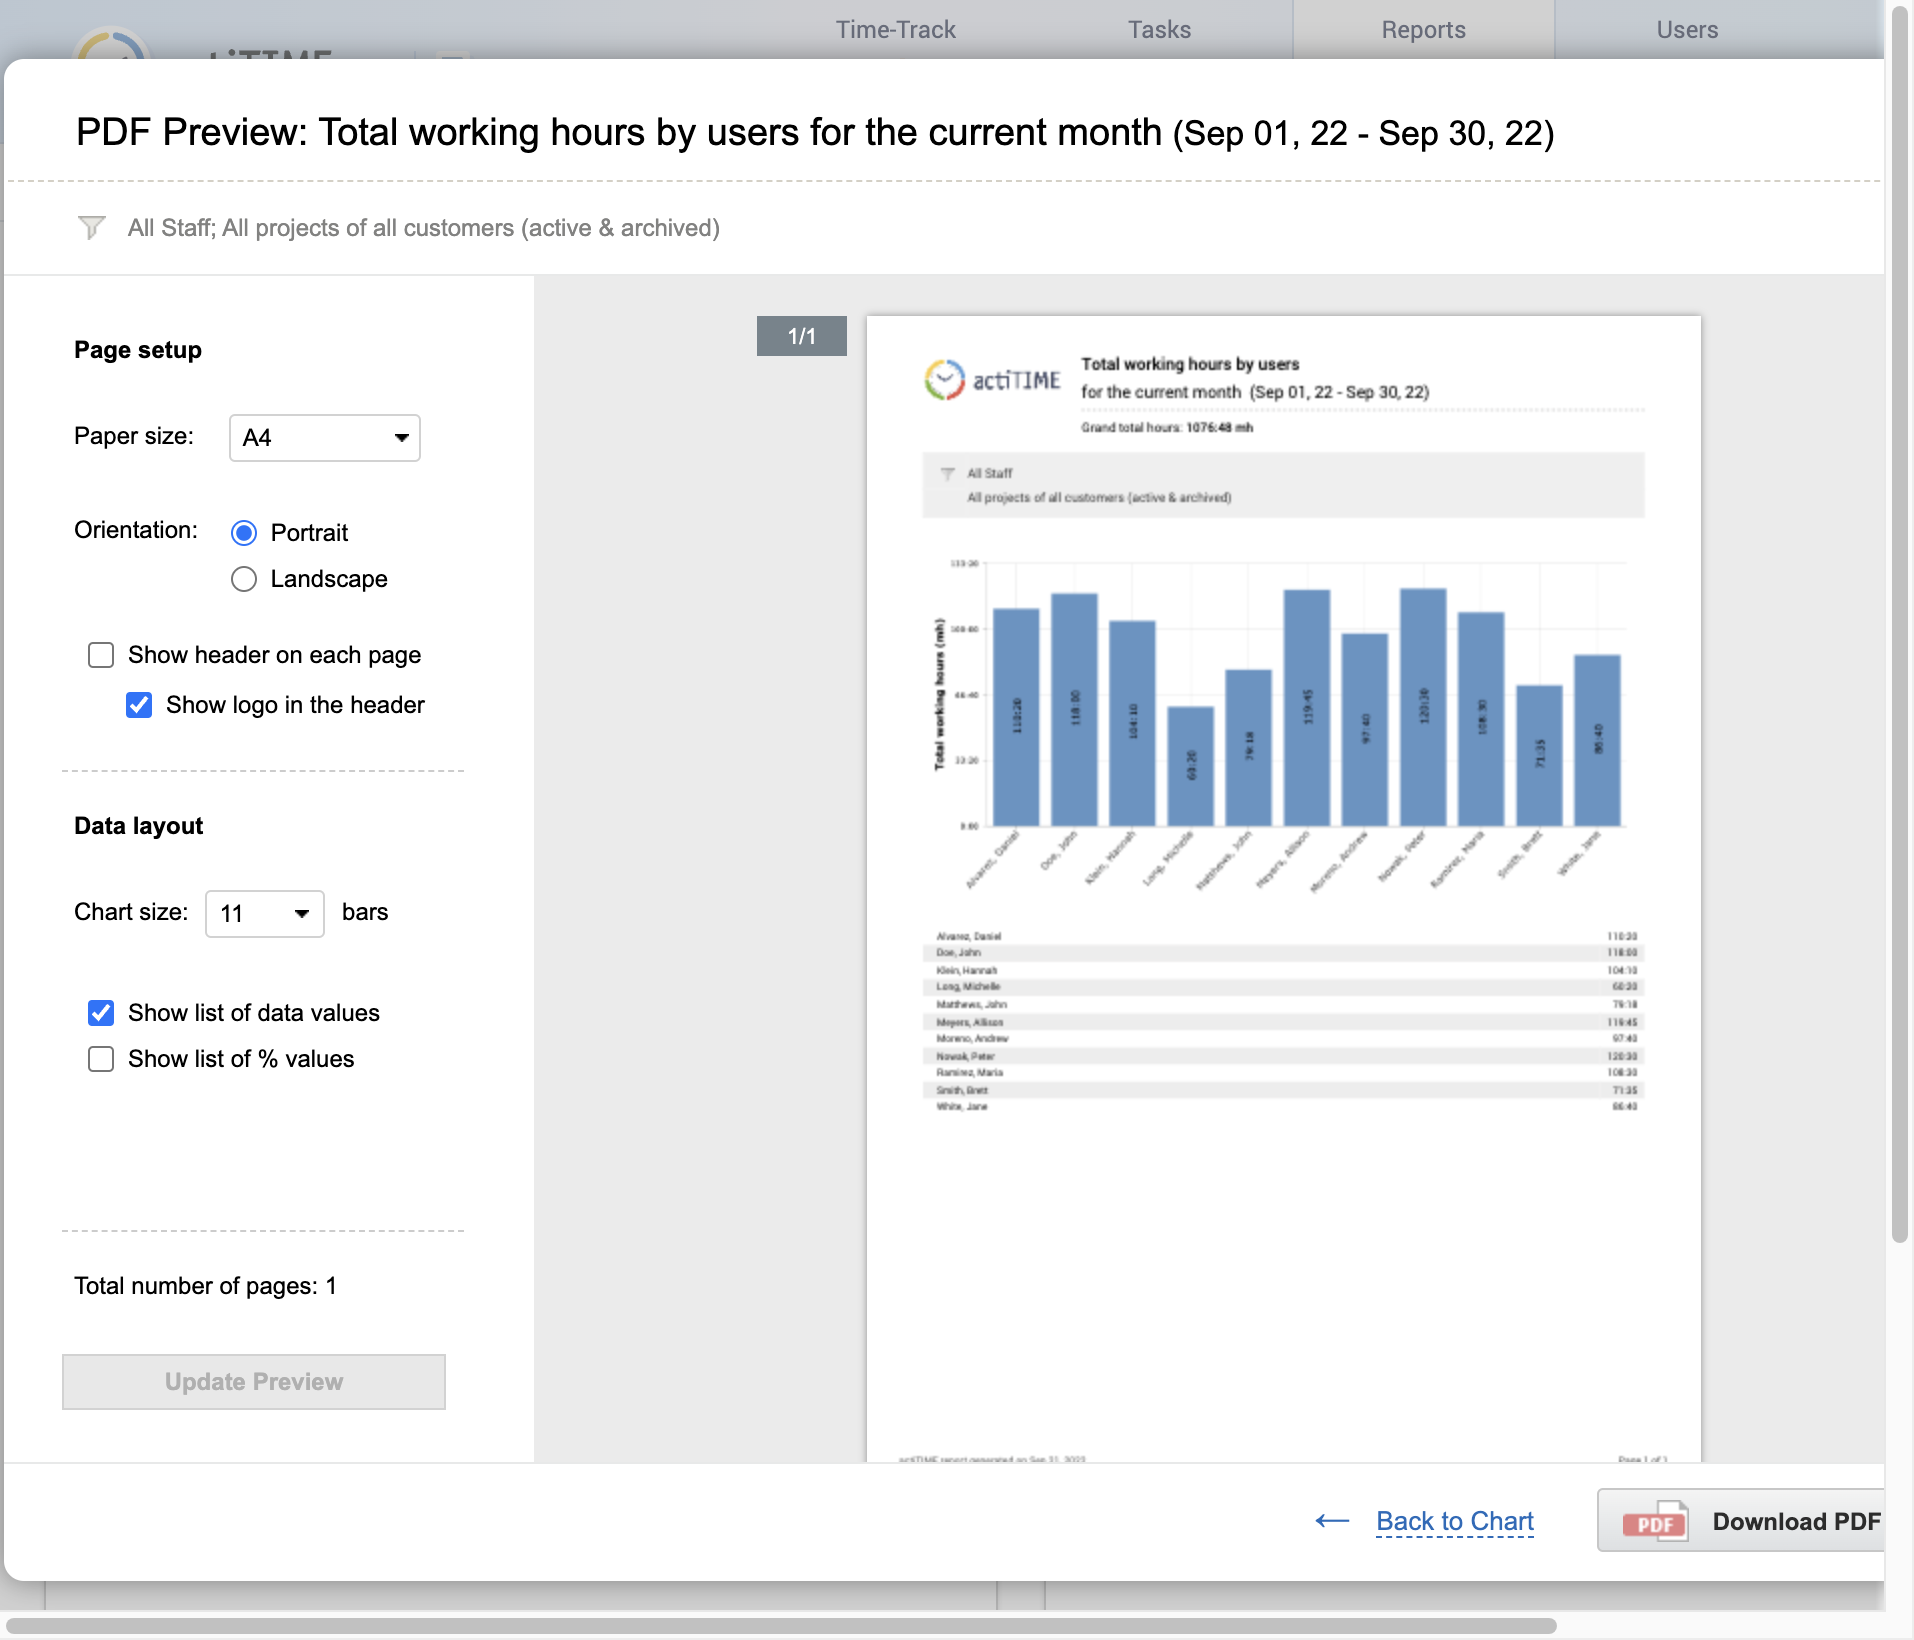 Time-Track
Tasks
Reports
Users
PDF Preview: Total working hours by users for the current month (Sep 01, 22 - Sep 30, 22)
All Staff; All projects of all customers (active & archived)
Page setup
Paper size:
A4
Orientation:
Portrait
Landscape
Show header on each page
Show logo in the header
Data layout
Chart size:
11
bars
Show list of data values
Show list of % values
Total number of pages: 1
Update Preview
1/1
actiTIME
Total working hours by users
for the current month (Sep 01, 22 - Sep 30, 22)
Grand total hours: 1076:48 mh
All Staff
All projects of all customers (active & archived)
Total working hours (mh)
133:20
100:00
66:40
33:20
0:00
110:20
118:00
104:10
60:20
79:18
119:45
97:40
120:30
108:30
71:35
86:40
Alvarez, Daniel
Doe, John
Klein, Hannah
Long, Michelle
Matthews, John
Meyers, Allison
Moreno, Andrew
Nowak, Peter
Ramirez, Maria
Smith, Brett
White, Jane
Alvarez, Daniel 110:20
Doe, John 118:00
Klein, Hannah 104:10
Long, Michelle 60:20
Matthews, John 79:18
Meyers, Allison 119:45
Moreno, Andrew 97:40
Nowak, Peter 120:30
Ramirez, Maria 108:30
Smith, Brett 71:35
White, Jane 86:40
Back to Chart
PDF
Download PDF